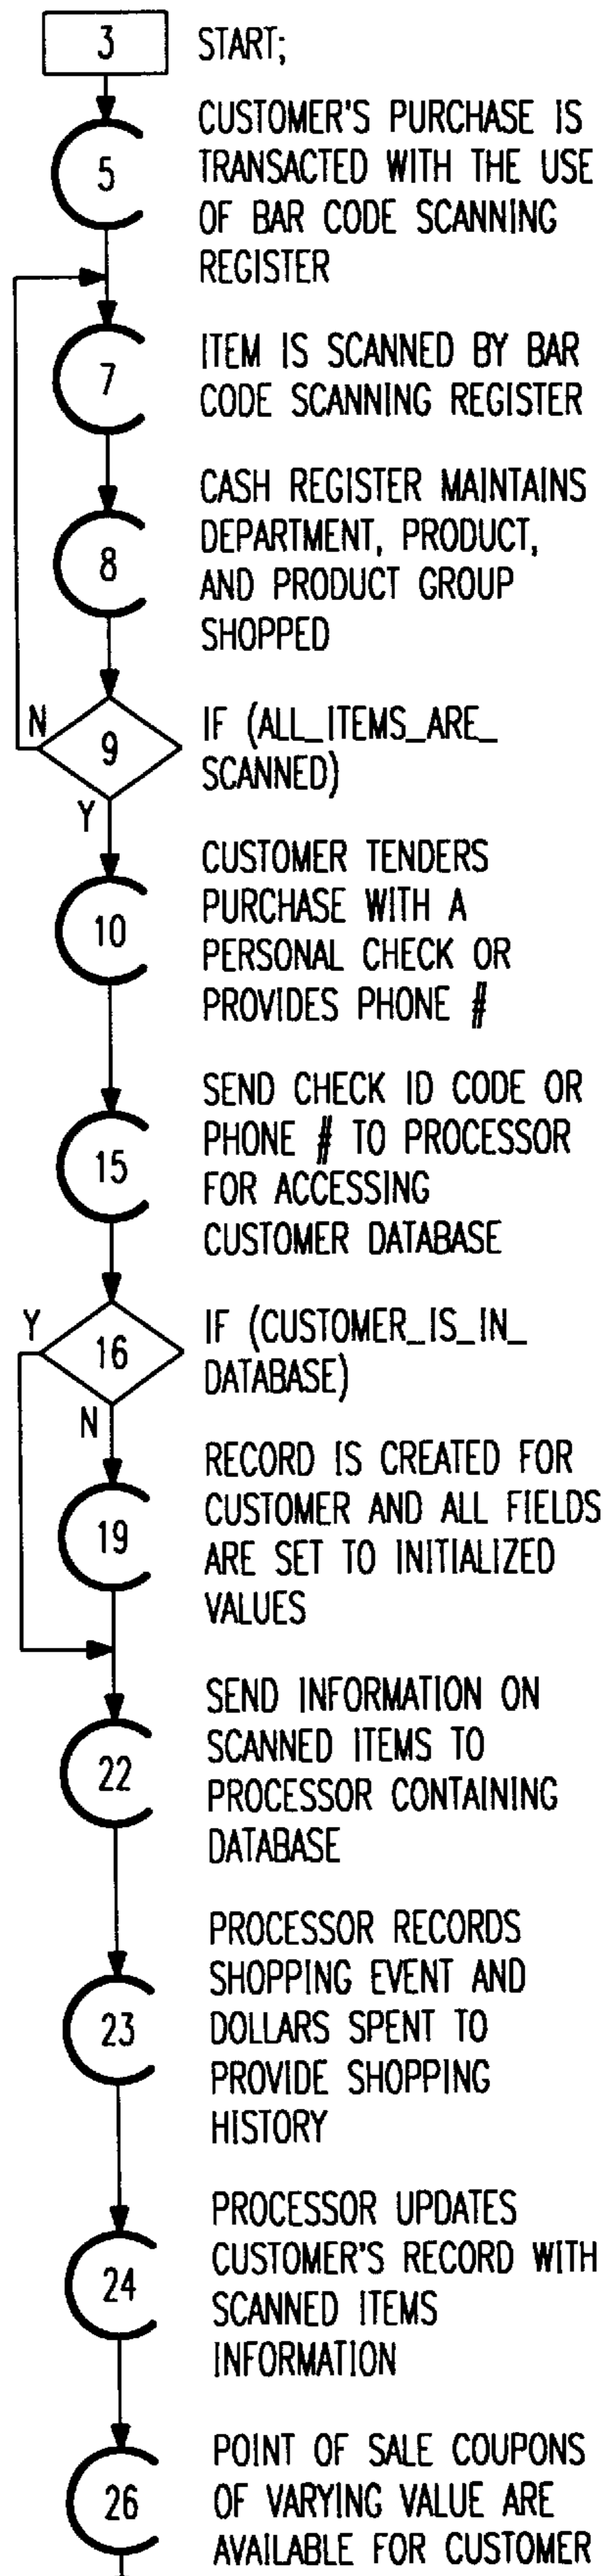 3 START;
5 CUSTOMER'S PURCHASE IS
TRANSACTED WITH THE USE
OF BAR CODE SCANNING
REGISTER
7 ITEM IS SCANNED BY BAR
CODE SCANNING REGISTER
8 CASH REGISTER MAINTAINS
DEPARTMENT, PRODUCT,
AND PRODUCT GROUP
SHOPPED
N 9 IF (ALL_ITEMS_ARE_
SCANNED)
Y
10 CUSTOMER TENDERS
PURCHASE WITH A
PERSONAL CHECK OR
PROVIDES PHONE #
15 SEND CHECK ID CODE OR
PHONE # TO PROCESSOR
FOR ACCESSING
CUSTOMER DATABASE
Y 16 IF (CUSTOMER_IS_IN_
DATABASE)
N
19 RECORD IS CREATED FOR
CUSTOMER AND ALL FIELDS
ARE SET TO INITIALIZED
VALUES
22 SEND INFORMATION ON
SCANNED ITEMS TO
PROCESSOR CONTAINING
DATABASE
23 PROCESSOR RECORDS
SHOPPING EVENT AND
DOLLARS SPENT TO
PROVIDE SHOPPING
HISTORY
24 PROCESSOR UPDATES
CUSTOMER'S RECORD WITH
SCANNED ITEMS
INFORMATION
26 POINT OF SALE COUPONS
OF VARYING VALUE ARE
AVAILABLE FOR CUSTOMER